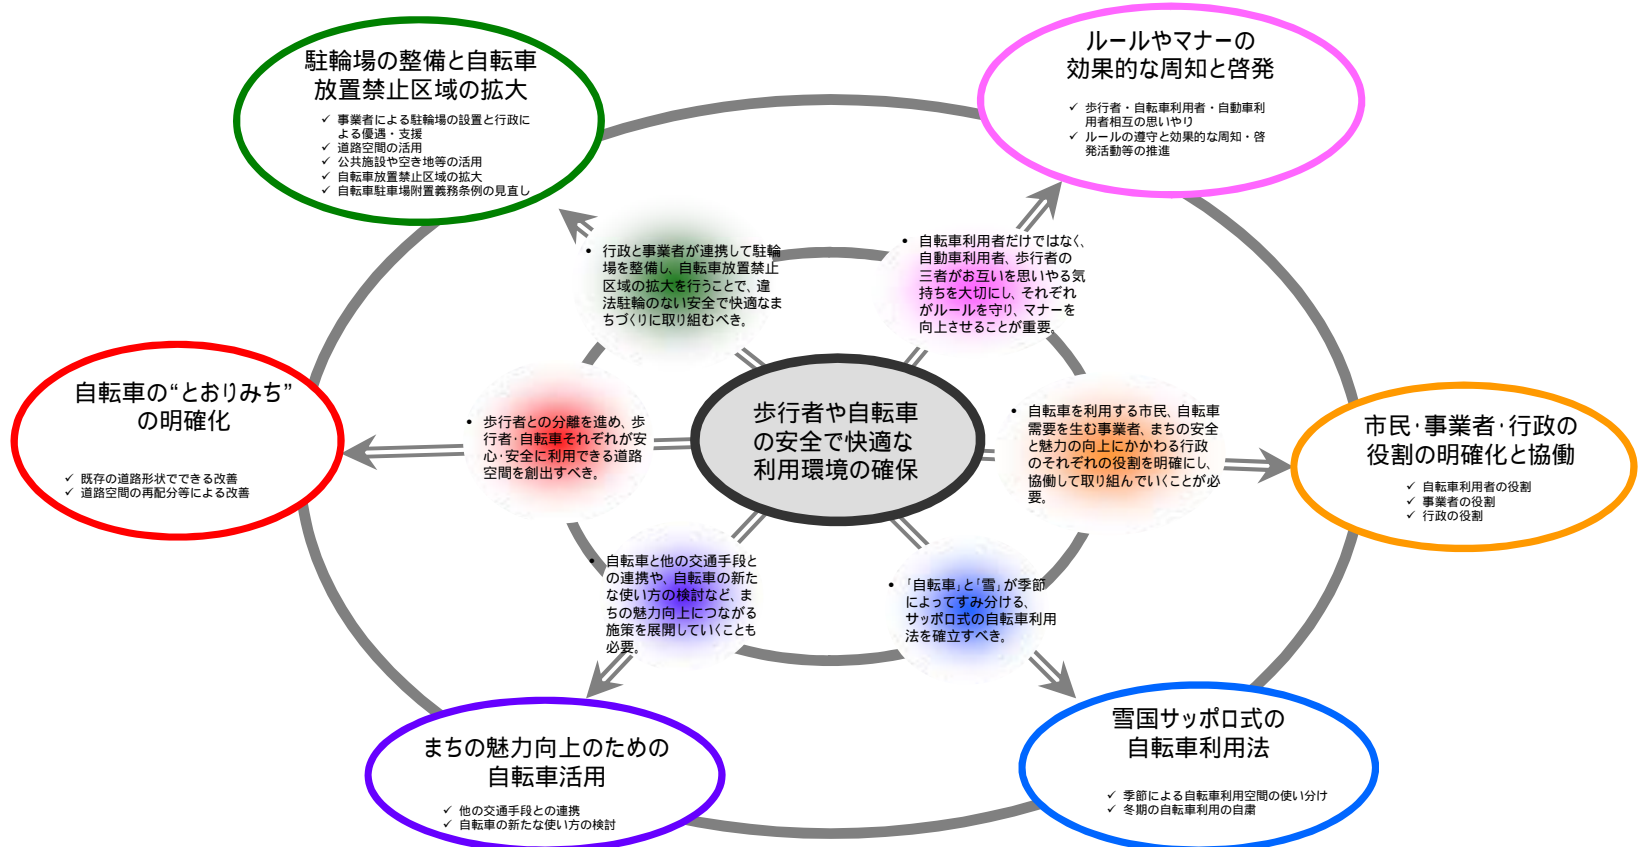 駐輪場の整備と自転車
放置禁止区域の拡大
✓ 事業者による駐輪場の設置と行政に
よる優遇・支援
✓ 道路空間の活用
✓ 公共施設や空き地等の活用
✓ 自転車放置禁止区域の拡大
✓ 自転車駐車場附置義務条例の見直し
ルールやマナーの
効果的な周知と啓発
✓ 歩行者・自転車利用者・自動車利
用者相互の思いやり
✓ ルールの遵守と効果的な周知・啓
発活動等の推進
• 行政と事業者が連携して駐輪
場を整備し、自転車放置禁止
区域の拡大を行うことで、違
法駐輪のない安全で快適なま
ちづくりに取り組むべき。
• 自転車利用者だけではなく、
自動車利用者、歩行者の
三者がお互いを思いやる気
持ちを大切にし、それぞれ
がルールを守り、マナーを
向上させることが重要。
自転車の“とおりみち”
の明確化
✓ 既存の道路形状でできる改善
✓ 道路空間の再配分等による改善
• 歩行者との分離を進め、歩
行者・自転車それぞれが安
心・安全に利用できる道路
空間を創出すべき。
歩行者や自転車
の安全で快適な
利用環境の確保
• 自転車を利用する市民、自転車
需要を生む事業者、まちの安全
と魅力の向上にかかわる行政
のそれぞれの役割を明確にし、
協働して取り組んでいくことが必
要。
市民・事業者・行政の
役割の明確化と協働
✓ 自転車利用者の役割
✓ 事業者の役割
✓ 行政の役割
• 自転車と他の交通手段と
の連携や、自転車の新た
な使い方の検討など、ま
ちの魅力向上につながる
施策を展開していくことも
必要。
• 「自転車」と「雪」が季節
によってすみ分ける、
サッポロ式の自転車利用
法を確立すべき。
まちの魅力向上のための
自転車活用
✓ 他の交通手段との連携
✓ 自転車の新たな使い方の検討
雪国サッポロ式の
自転車利用法
✓ 季節による自転車利用空間の使い分け
✓ 冬期の自転車利用の自粛